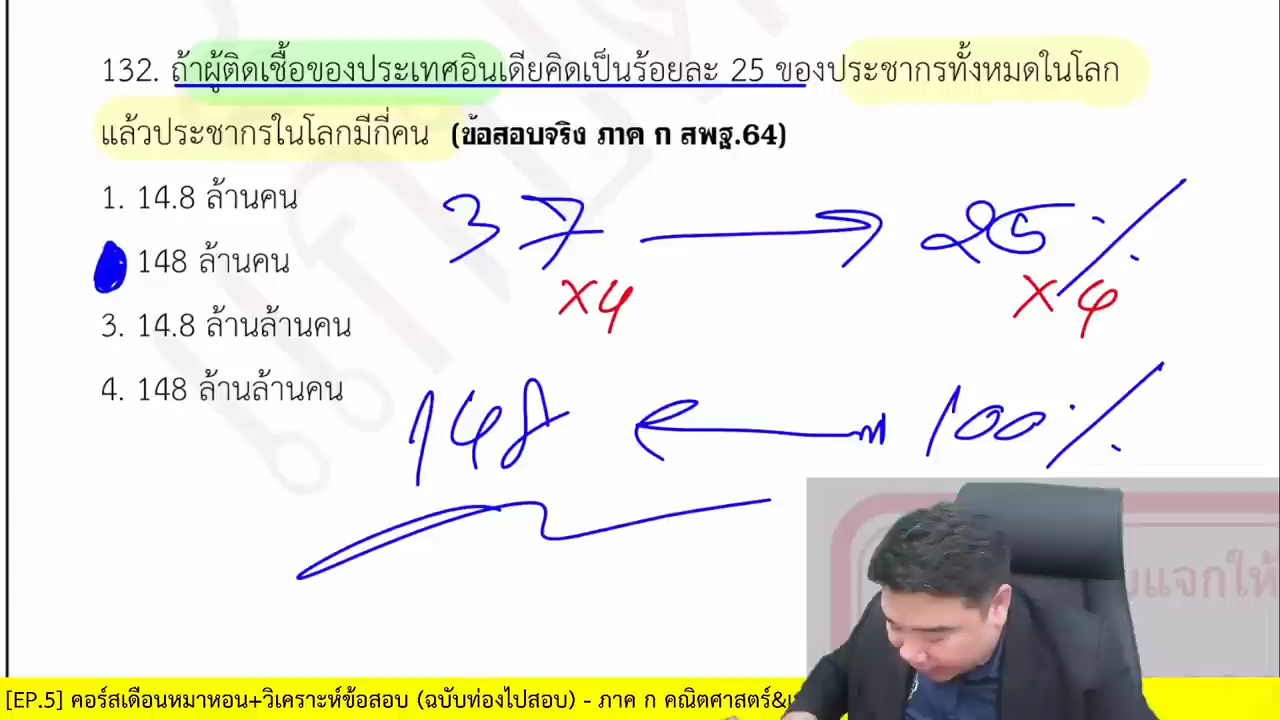 132. ถ้าผู้ติดเชื้อของประเทศอินเดียคิดเป็นร้อยละ 25 ของประชากรทั้งหมดในโลก
แล้วประชากรในโลกมีกี่คน (ข้อสอบจริง ภาค ก สพฐ.64)
1. 14.8 ล้านคน
148 ล้านคน
3. 14.8 ล้านล้านคน
4. 148 ล้านล้านคน
37 → 25 %
×4 ×4
148 ← 100 %
แจกให้
[EP.5] คอร์สเดือนหมาหอน+วิเคราะห์ข้อสอบ (ฉบับท่องไปสอบ) - ภาค ก คณิตศาสตร์&